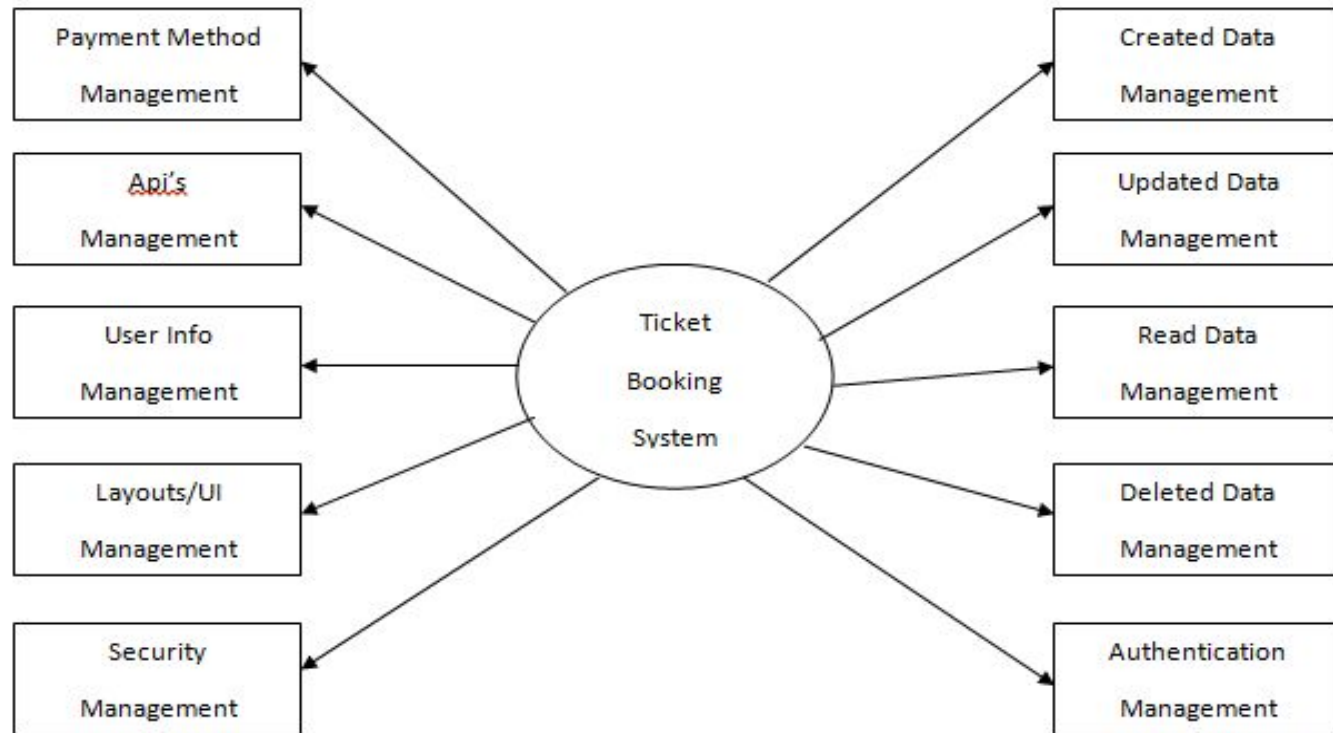 Payment Method
Management
Api's
Management
User Info
Management
Layouts/UI
Management
Security
Management
Ticket
Booking
System
Created Data
Management
Updated Data
Management
Read Data
Management
Deleted Data
Management
Authentication
Management